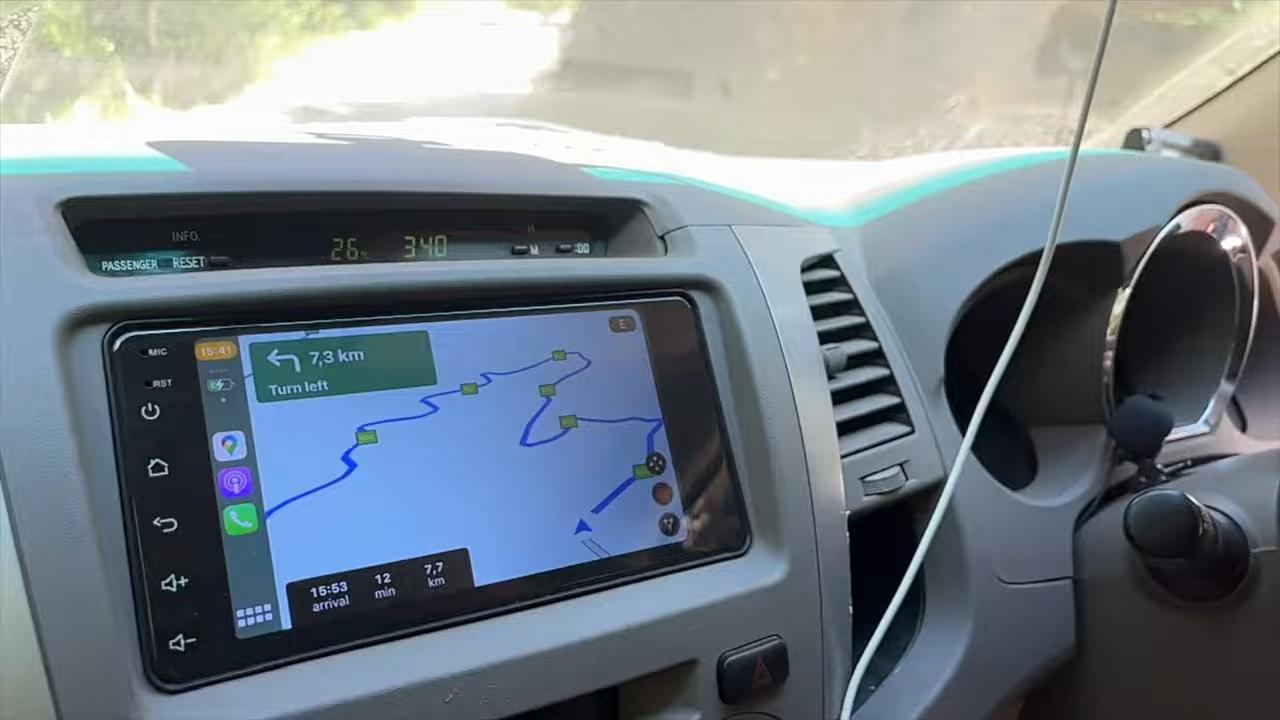 INFO.
26 340
PASSENGER RESET M :00
MIC
RST
15:41
E
7,3 km
Turn left
15:53
arrival
12
min
7,7
km